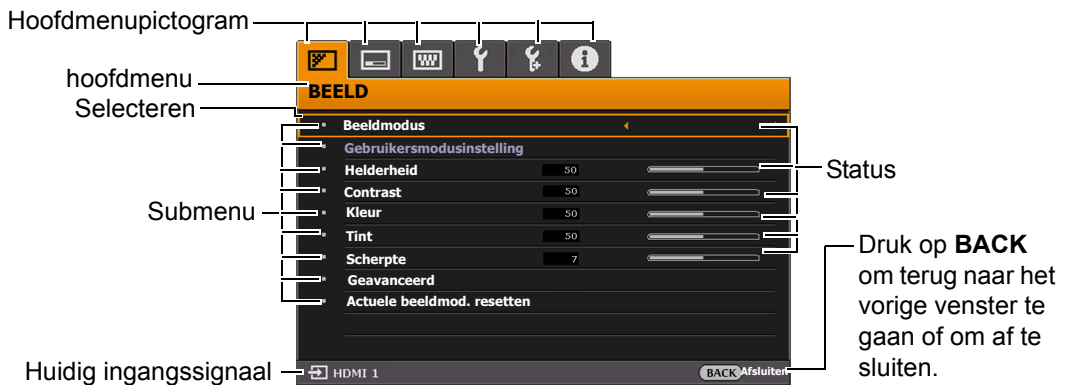 Hoofdmenupictogram
hoofdmenu
BEELD
Selecteren
Beeldmodus
Gebruikersmodusinstelling
Helderheid 50
Status
Contrast 50
Submenu
Kleur 50
Tint 50
Scherpte 7
Geavanceerd
Actuele beeldmod. resetten
Druk op BACK
om terug naar het
vorige venster te
gaan of om af te
sluiten.
Huidig ingangssignaal
HDMI 1
BACK Afsluiten